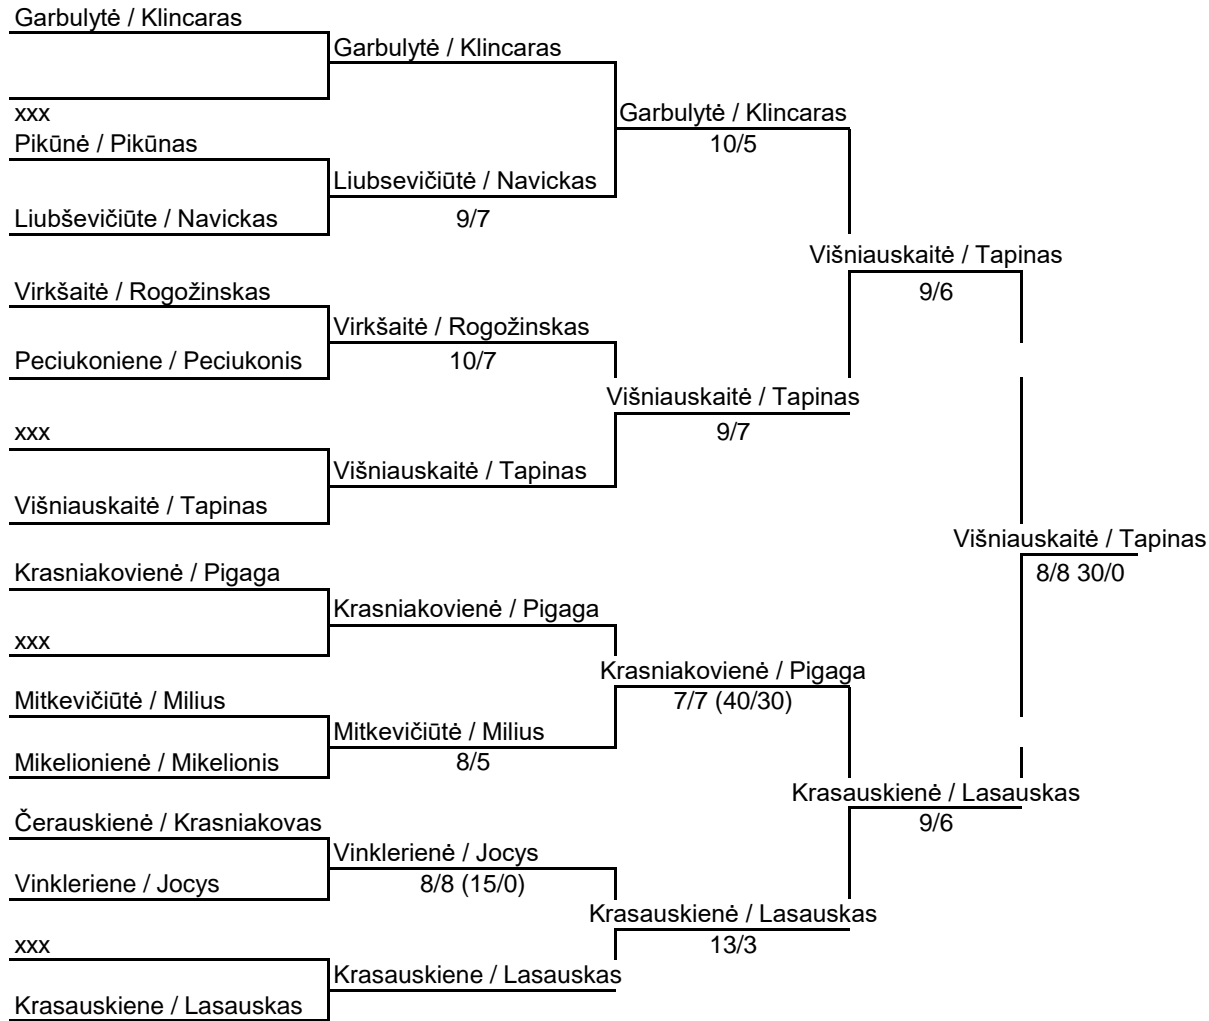 Garbulytė / Klincaras
Garbulytė / Klincaras
xxx
Garbulytė / Klincaras
Pikūnė / Pikūnas
10/5
Liubsevičiūtė / Navickas
Liubševičiūte / Navickas
9/7
Višniauskaitė / Tapinas
Virkšaitė / Rogožinskas
9/6
Virkšaitė / Rogožinskas
Peciukoniene / Peciukonis
10/7
Višniauskaitė / Tapinas
xxx
9/7
Višniauskaitė / Tapinas
Višniauskaitė / Tapinas
Višniauskaitė / Tapinas
Krasniakovienė / Pigaga
8/8 30/0
Krasniakovienė / Pigaga
xxx
Krasniakovienė / Pigaga
Mitkevičiūtė / Milius
7/7 (40/30)
Mitkevičiūtė / Milius
Mikelionienė / Mikelionis
8/5
Krasauskienė / Lasauskas
Čerauskienė / Krasniakovas
9/6
Vinklerienė / Jocys
Vinkleriene / Jocys
8/8 (15/0)
Krasauskienė / Lasauskas
xxx
13/3
Krasauskiene / Lasauskas
Krasauskiene / Lasauskas